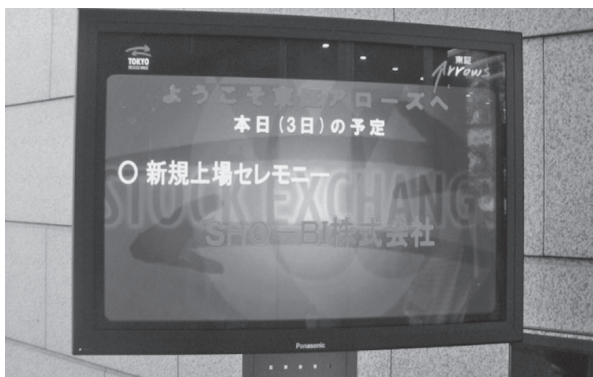 TOKYO
東証
Arrows
ようこそ東証アローズへ
本日(3日)の予定
○ 新規上場セレモニー
STOCK EXCHANG
SHO-BI株式会社
Panasonic